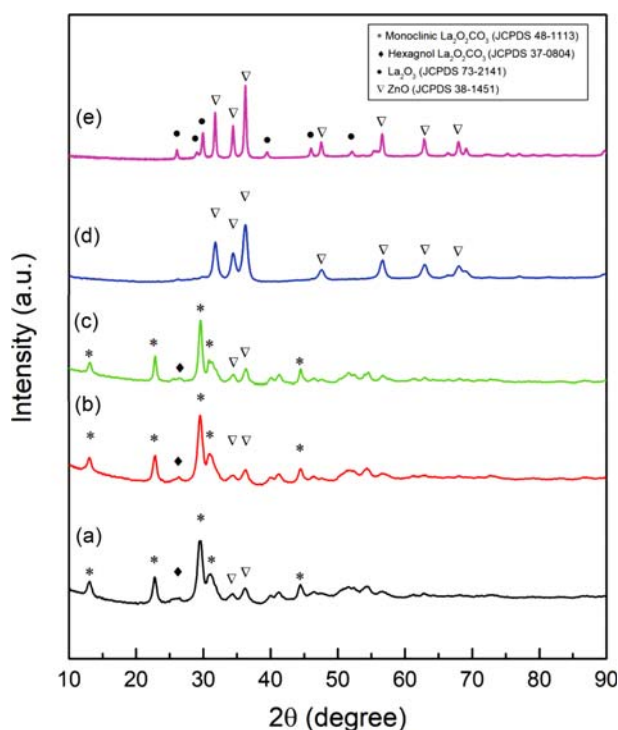 * Monoclinic La₂O₂CO₃ (JCPDS 48-1113)
♦ Hexagnol La₂O₂CO₃ (JCPDS 37-0804)
• La₂O₃ (JCPDS 73-2141)
∇ ZnO (JCPDS 38-1451)
(e)
(d)
(c)
(b)
(a)
Intensity (a.u.)
10 20 30 40 50 60 70 80 90
2θ (degree)